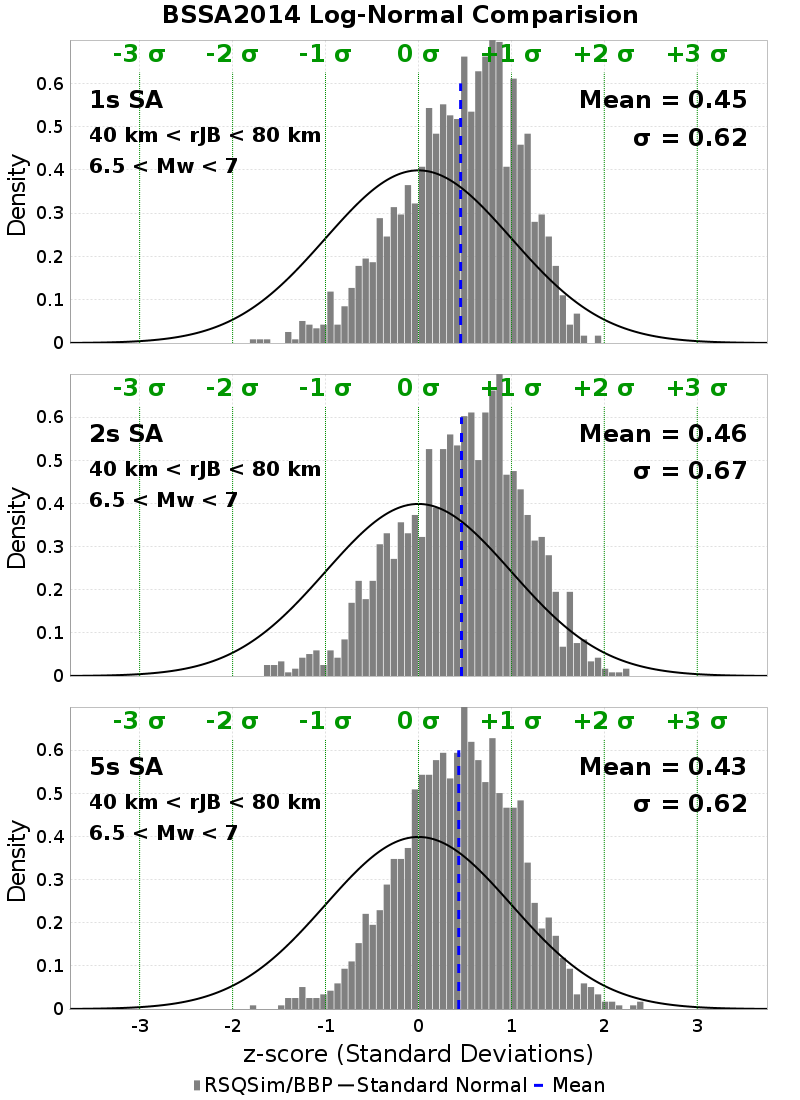 BSSA2014 Log-Normal Comparision
-3 σ -2 σ -1 σ 0 σ +1 σ +2 σ +3 σ
1s SA
Mean = 0.45
40 km < rJB < 80 km
σ = 0.62
6.5 < Mw < 7
Density
0.6
0.5
0.4
0.3
0.2
0.1
0
-3 σ -2 σ -1 σ 0 σ +1 σ +2 σ +3 σ
2s SA
Mean = 0.46
40 km < rJB < 80 km
σ = 0.67
6.5 < Mw < 7
Density
0.6
0.5
0.4
0.3
0.2
0.1
0
-3 σ -2 σ -1 σ 0 σ +1 σ +2 σ +3 σ
5s SA
Mean = 0.43
40 km < rJB < 80 km
σ = 0.62
6.5 < Mw < 7
Density
0.6
0.5
0.4
0.3
0.2
0.1
0
-3 -2 -1 0 1 2 3
z-score (Standard Deviations)
RSQSim/BBP Standard Normal Mean